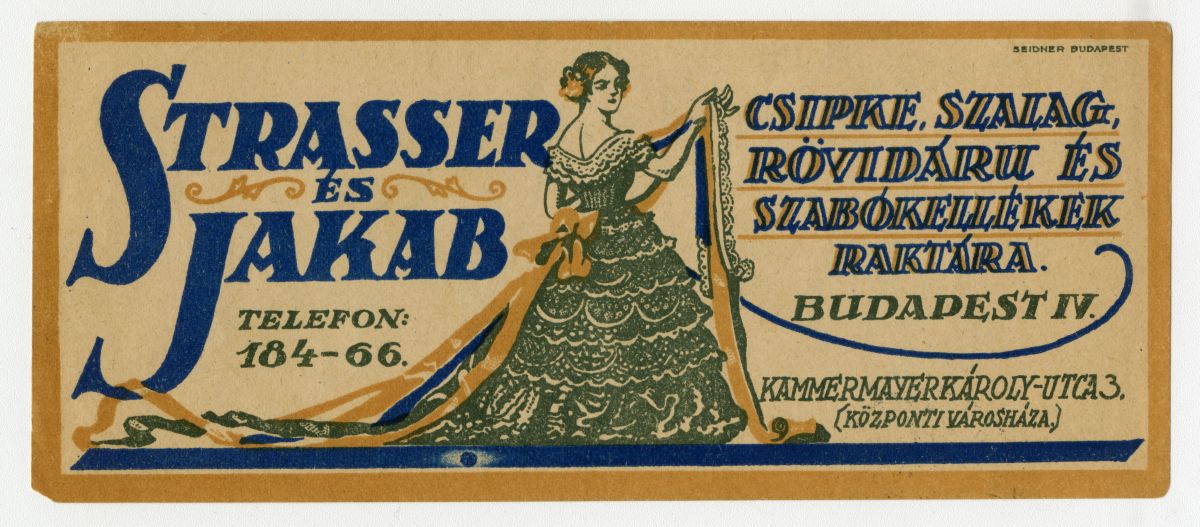 SEIDNER BUDAPEST
STRASSER
ÉS
JAKAB
TELEFON:
184-66.
CSIPKE, SZALAG,
RÖVIDÁRU ÉS
SZABÓKELLÉKEK
RAKTÁRA.
BUDAPEST IV.
KAMMERMAYER KÁROLY-UTCA 3.
(KÖZPONTI VÁROSHÁZA.)